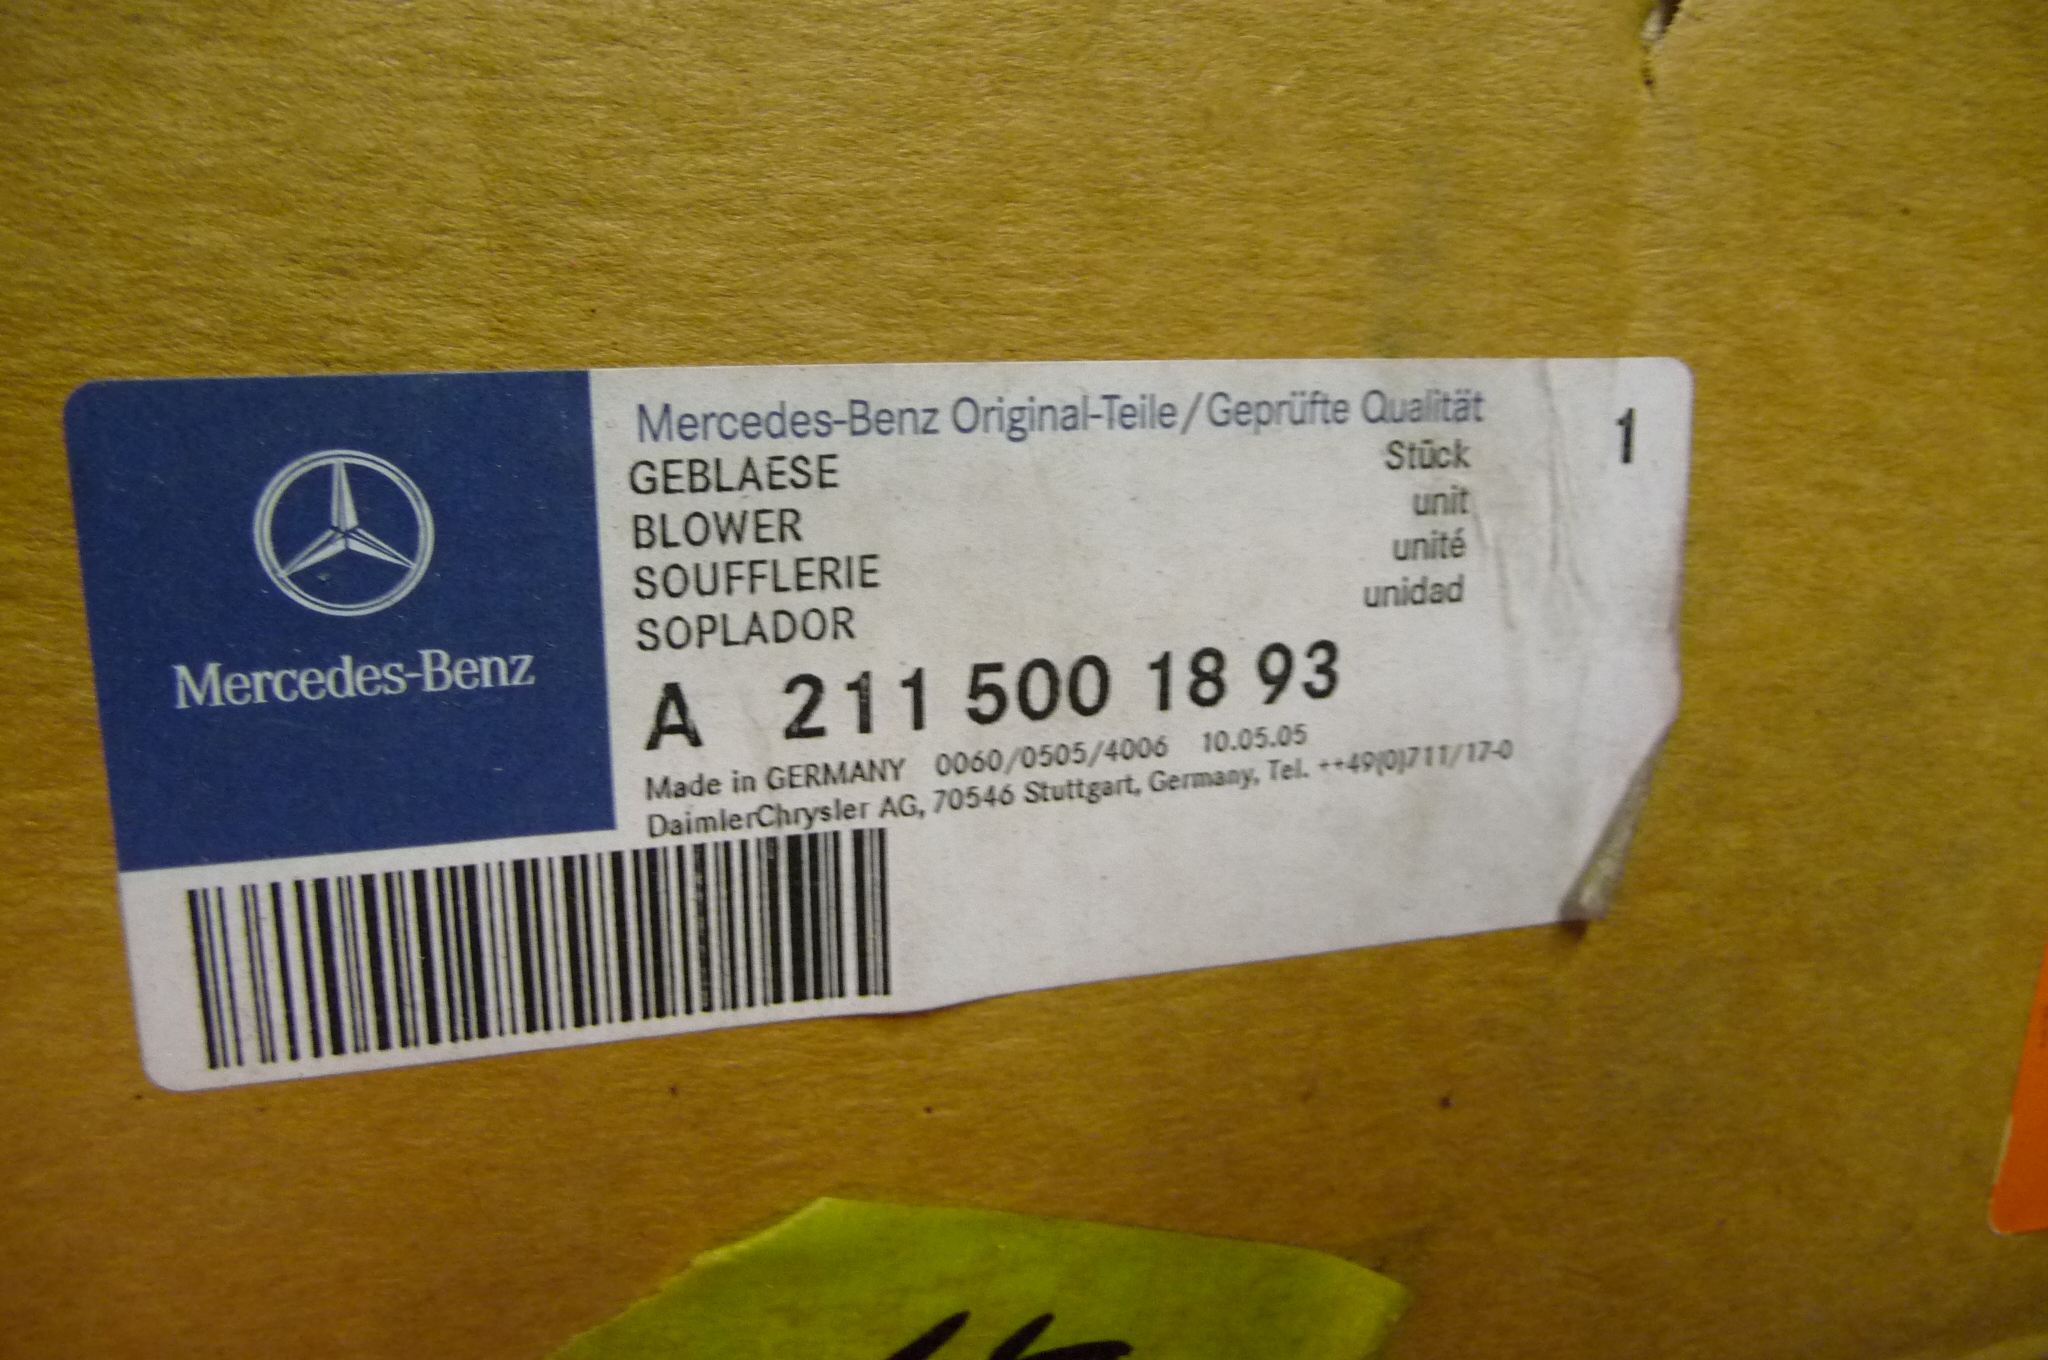 Mercedes-Benz
Mercedes-Benz Original-Teile/Geprüfte Qualität
1
GEBLAESE Stück
BLOWER unit
SOUFFLERIE unité
SOPLADOR unidad
A 211 500 18 93
Made in GERMANY 0060/0505/4006 10.05.05
DaimlerChrysler AG, 70546 Stuttgart, Germany, Tel. ++49(0)711/17-0